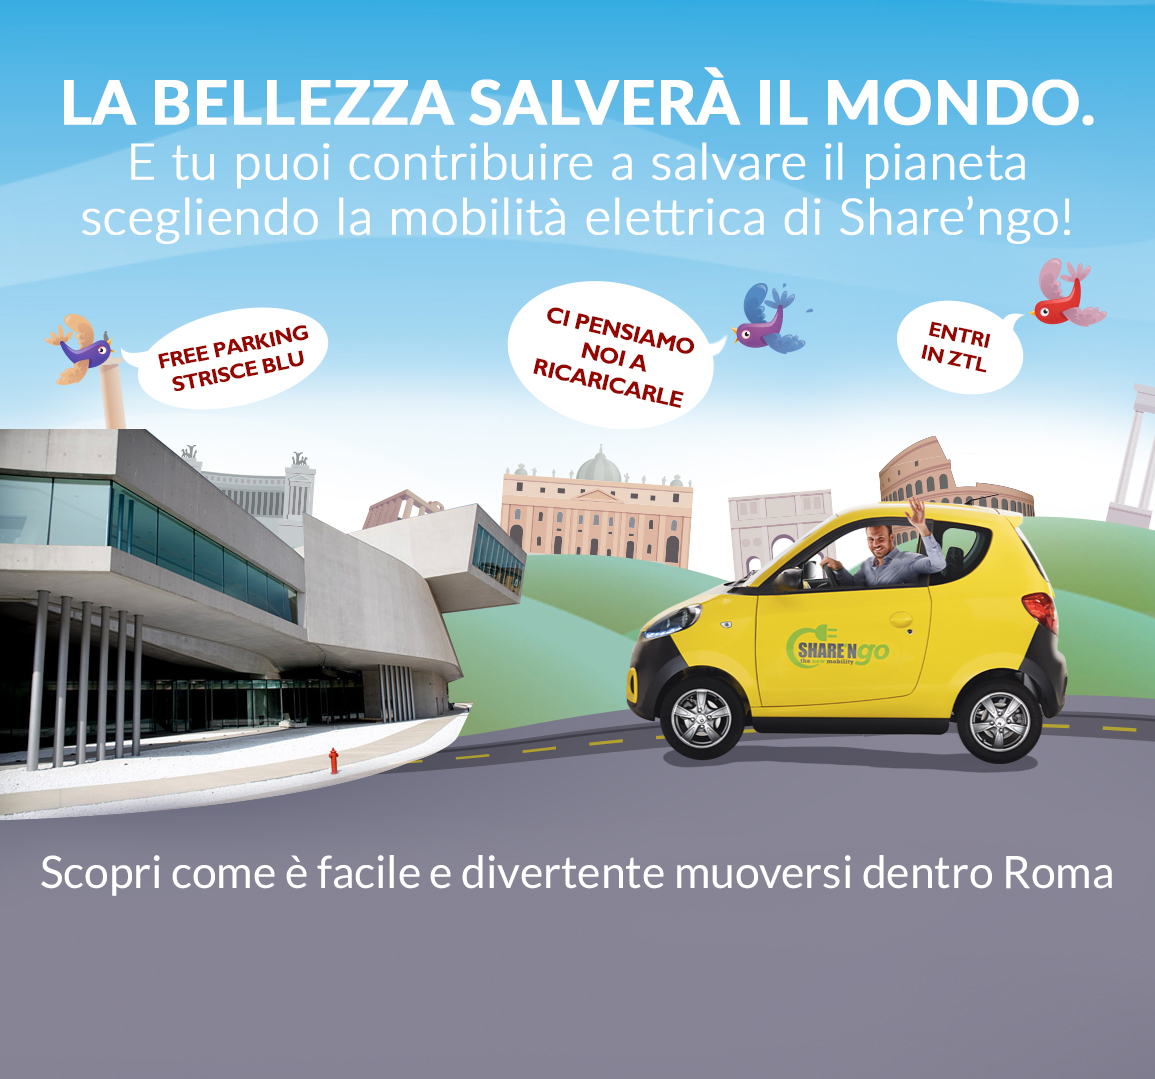 LA BELLEZZA SALVERÀ IL MONDO.
E tu puoi contribuire a salvare il pianeta
scegliendo la mobilità elettrica di Share’ngo!
FREE PARKING
STRISCE BLU
CI PENSIAMO
NOI A
RICARICARLE
ENTRI
IN ZTL
SHARE'NGO
the new mobility
Scopri come è facile e divertente muoversi dentro Roma